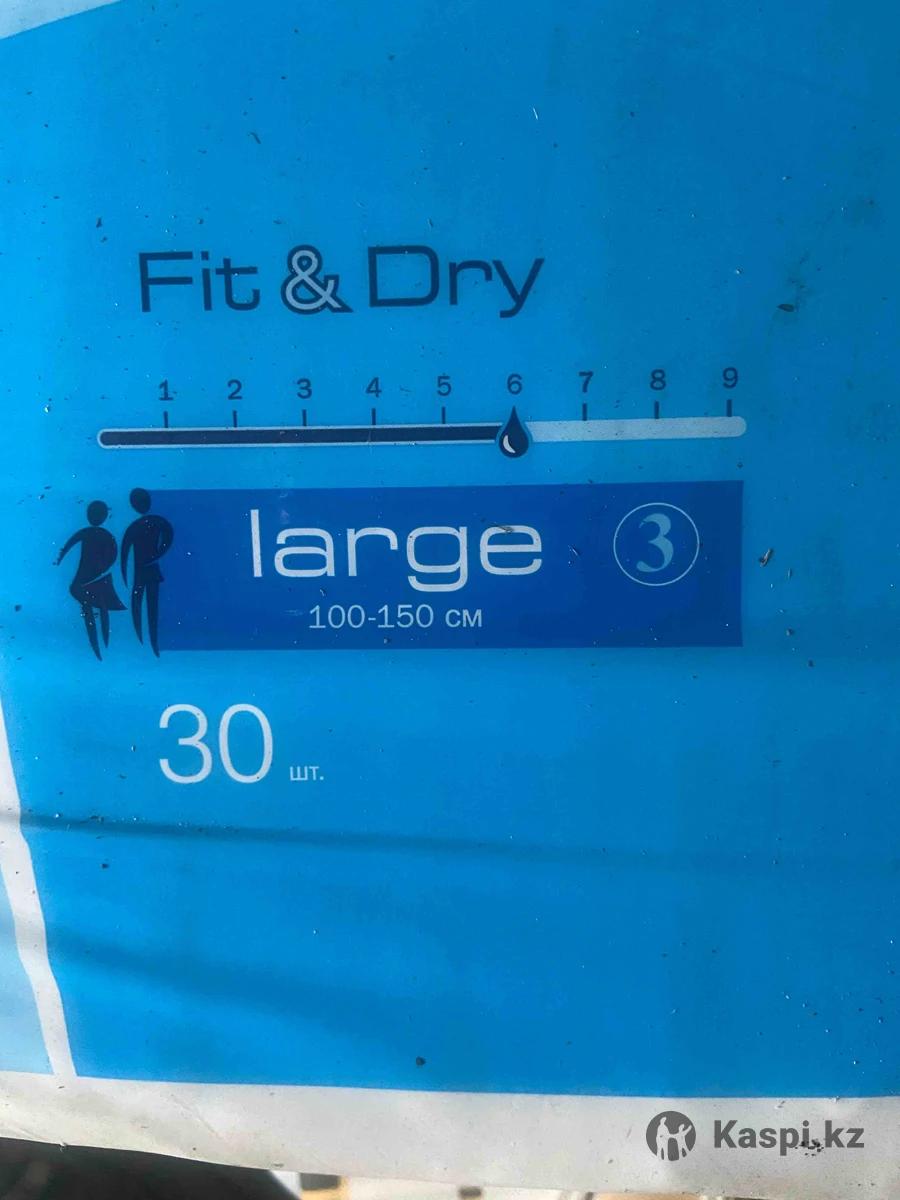 Fit & Dry
1 2 3 4 5 6 7 8 9
large 3
100-150 см
30 шт.
Kaspi.kz